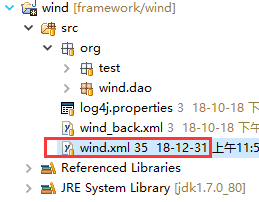 wind [framework/wind]
src
org
test
wind.dao
log4j.properties 3 18-10-18 下
wind_back.xml 3 18-10-18 下
wind.xml 35 18-12-31 上午11:5
Referenced Libraries
JRE System Library [jdk1.7.0_80]